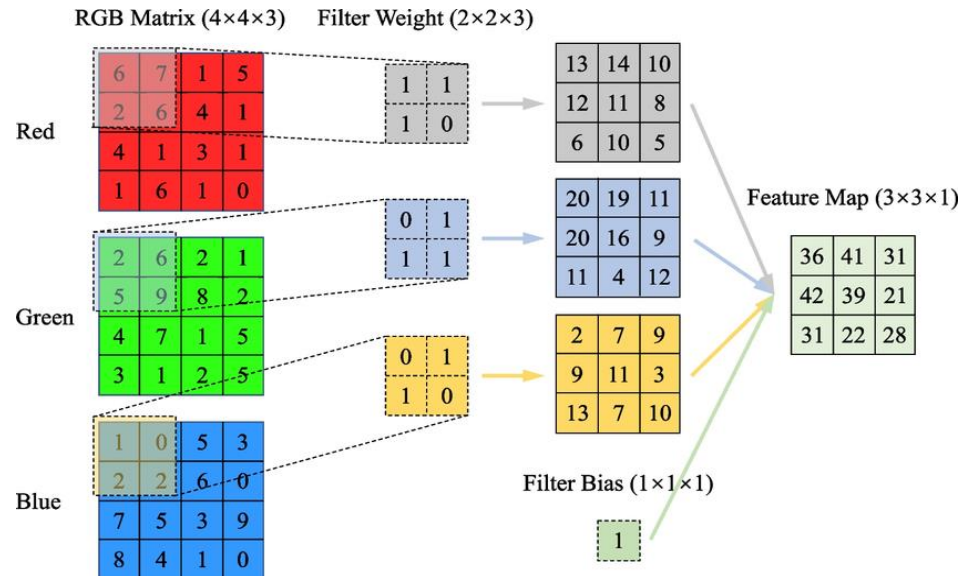 RGB Matrix (4×4×3)
Filter Weight (2×2×3)
Red
6 7 1 5
2 6 4 1
4 1 3 1
1 6 1 0
1 1
1 0
13 14 10
12 11 8
6 10 5
Green
2 6 2 1
5 9 8 2
4 7 1 5
3 1 2 5
0 1
1 1
20 19 11
20 16 9
11 4 12
Feature Map (3×3×1)
36 41 31
42 39 21
31 22 28
Blue
1 0 5 3
2 2 6 0
7 5 3 9
8 4 1 0
0 1
1 0
2 7 9
9 11 3
13 7 10
Filter Bias (1×1×1)
1